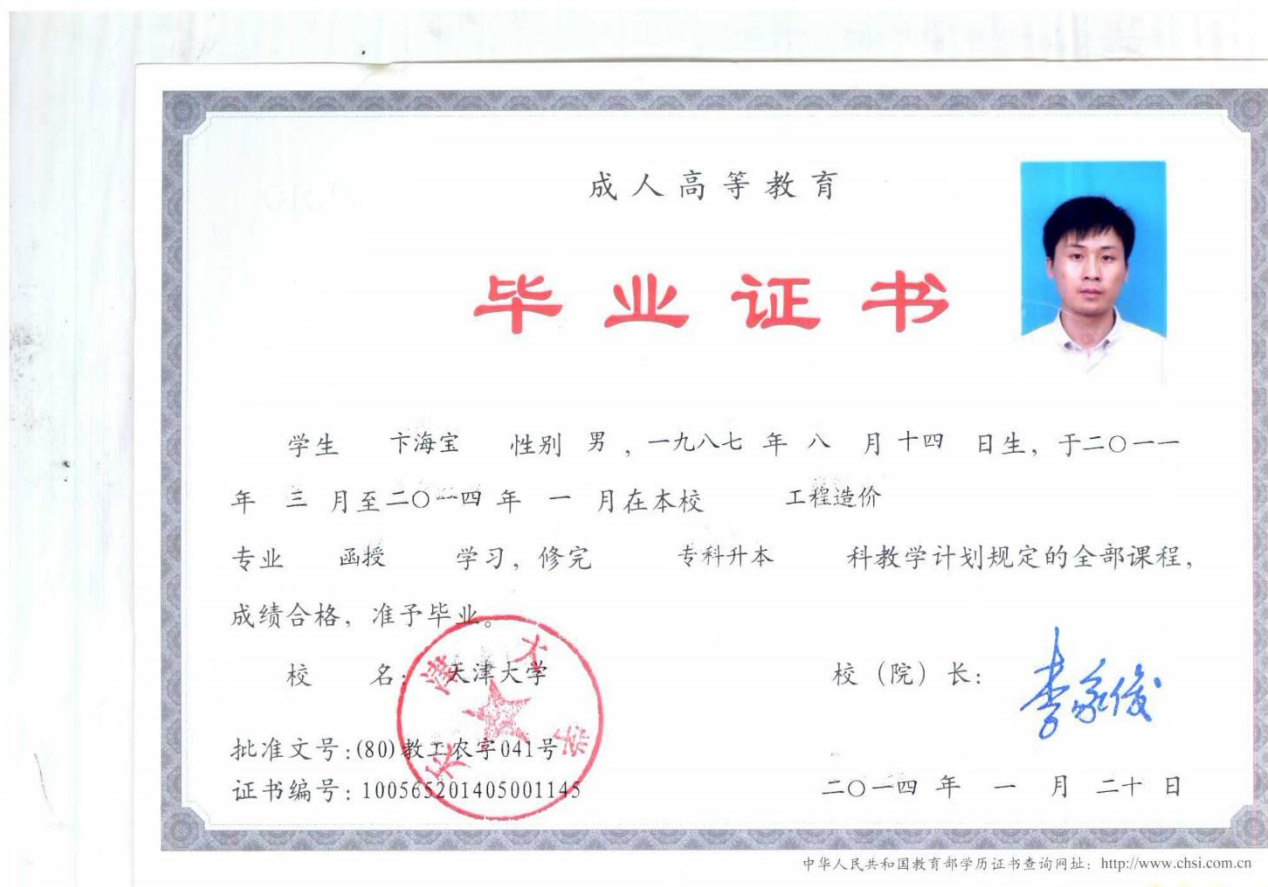 成人高等教育
毕业证书
学生 卞海宝 性别 男，一九八七 年 八 月 十四 日生，于二〇一一
年 三 月至二〇一四 年 一 月在本校 工程造价
专业 函授 学习，修完 专科升本 科教学计划规定的全部课程，
成绩合格，准予毕业。
校 名：天津大学
天津大学
校（院）长：李家俊
批准文号：(80)教工农字041号
证书编号：100565201405001145
二〇一四 年 一 月 二十 日
中华人民共和国教育部学历证书查询网址：http://www.chsi.com.cn